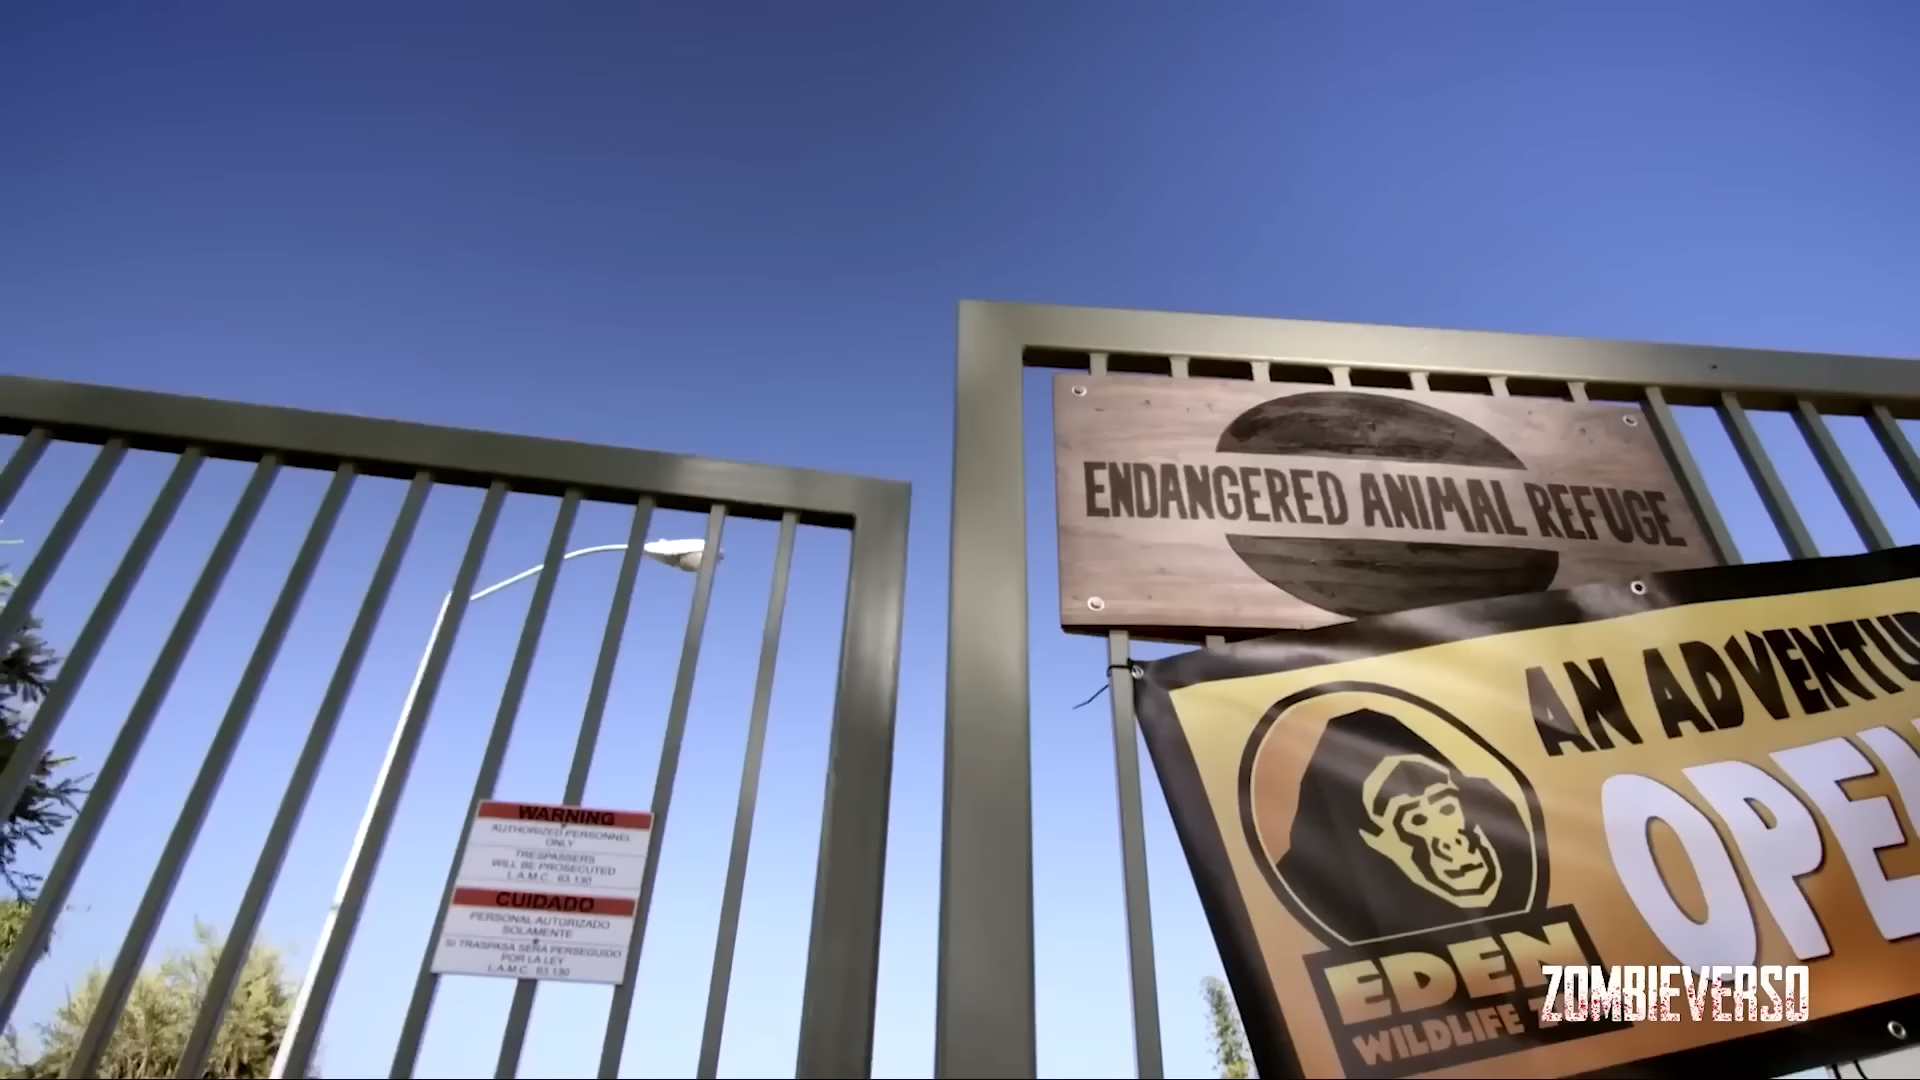 ENDANGERED ANIMAL REFUGE
AN ADVENTU
OPE
EDEN
WILDLIFE
WARNING
AUTHORIZED PERSONNEL
ONLY
TRESPASSERS
WILL BE PROSECUTED
L.A.M.C. 63.130
CUIDADO
PERSONAL AUTORIZADO
SOLAMENTE
SI TRASPASA SERÁ PERSEGUIDO
POR LA LEY
L.A.M.C. 63.130
ZOMBIEVERSO